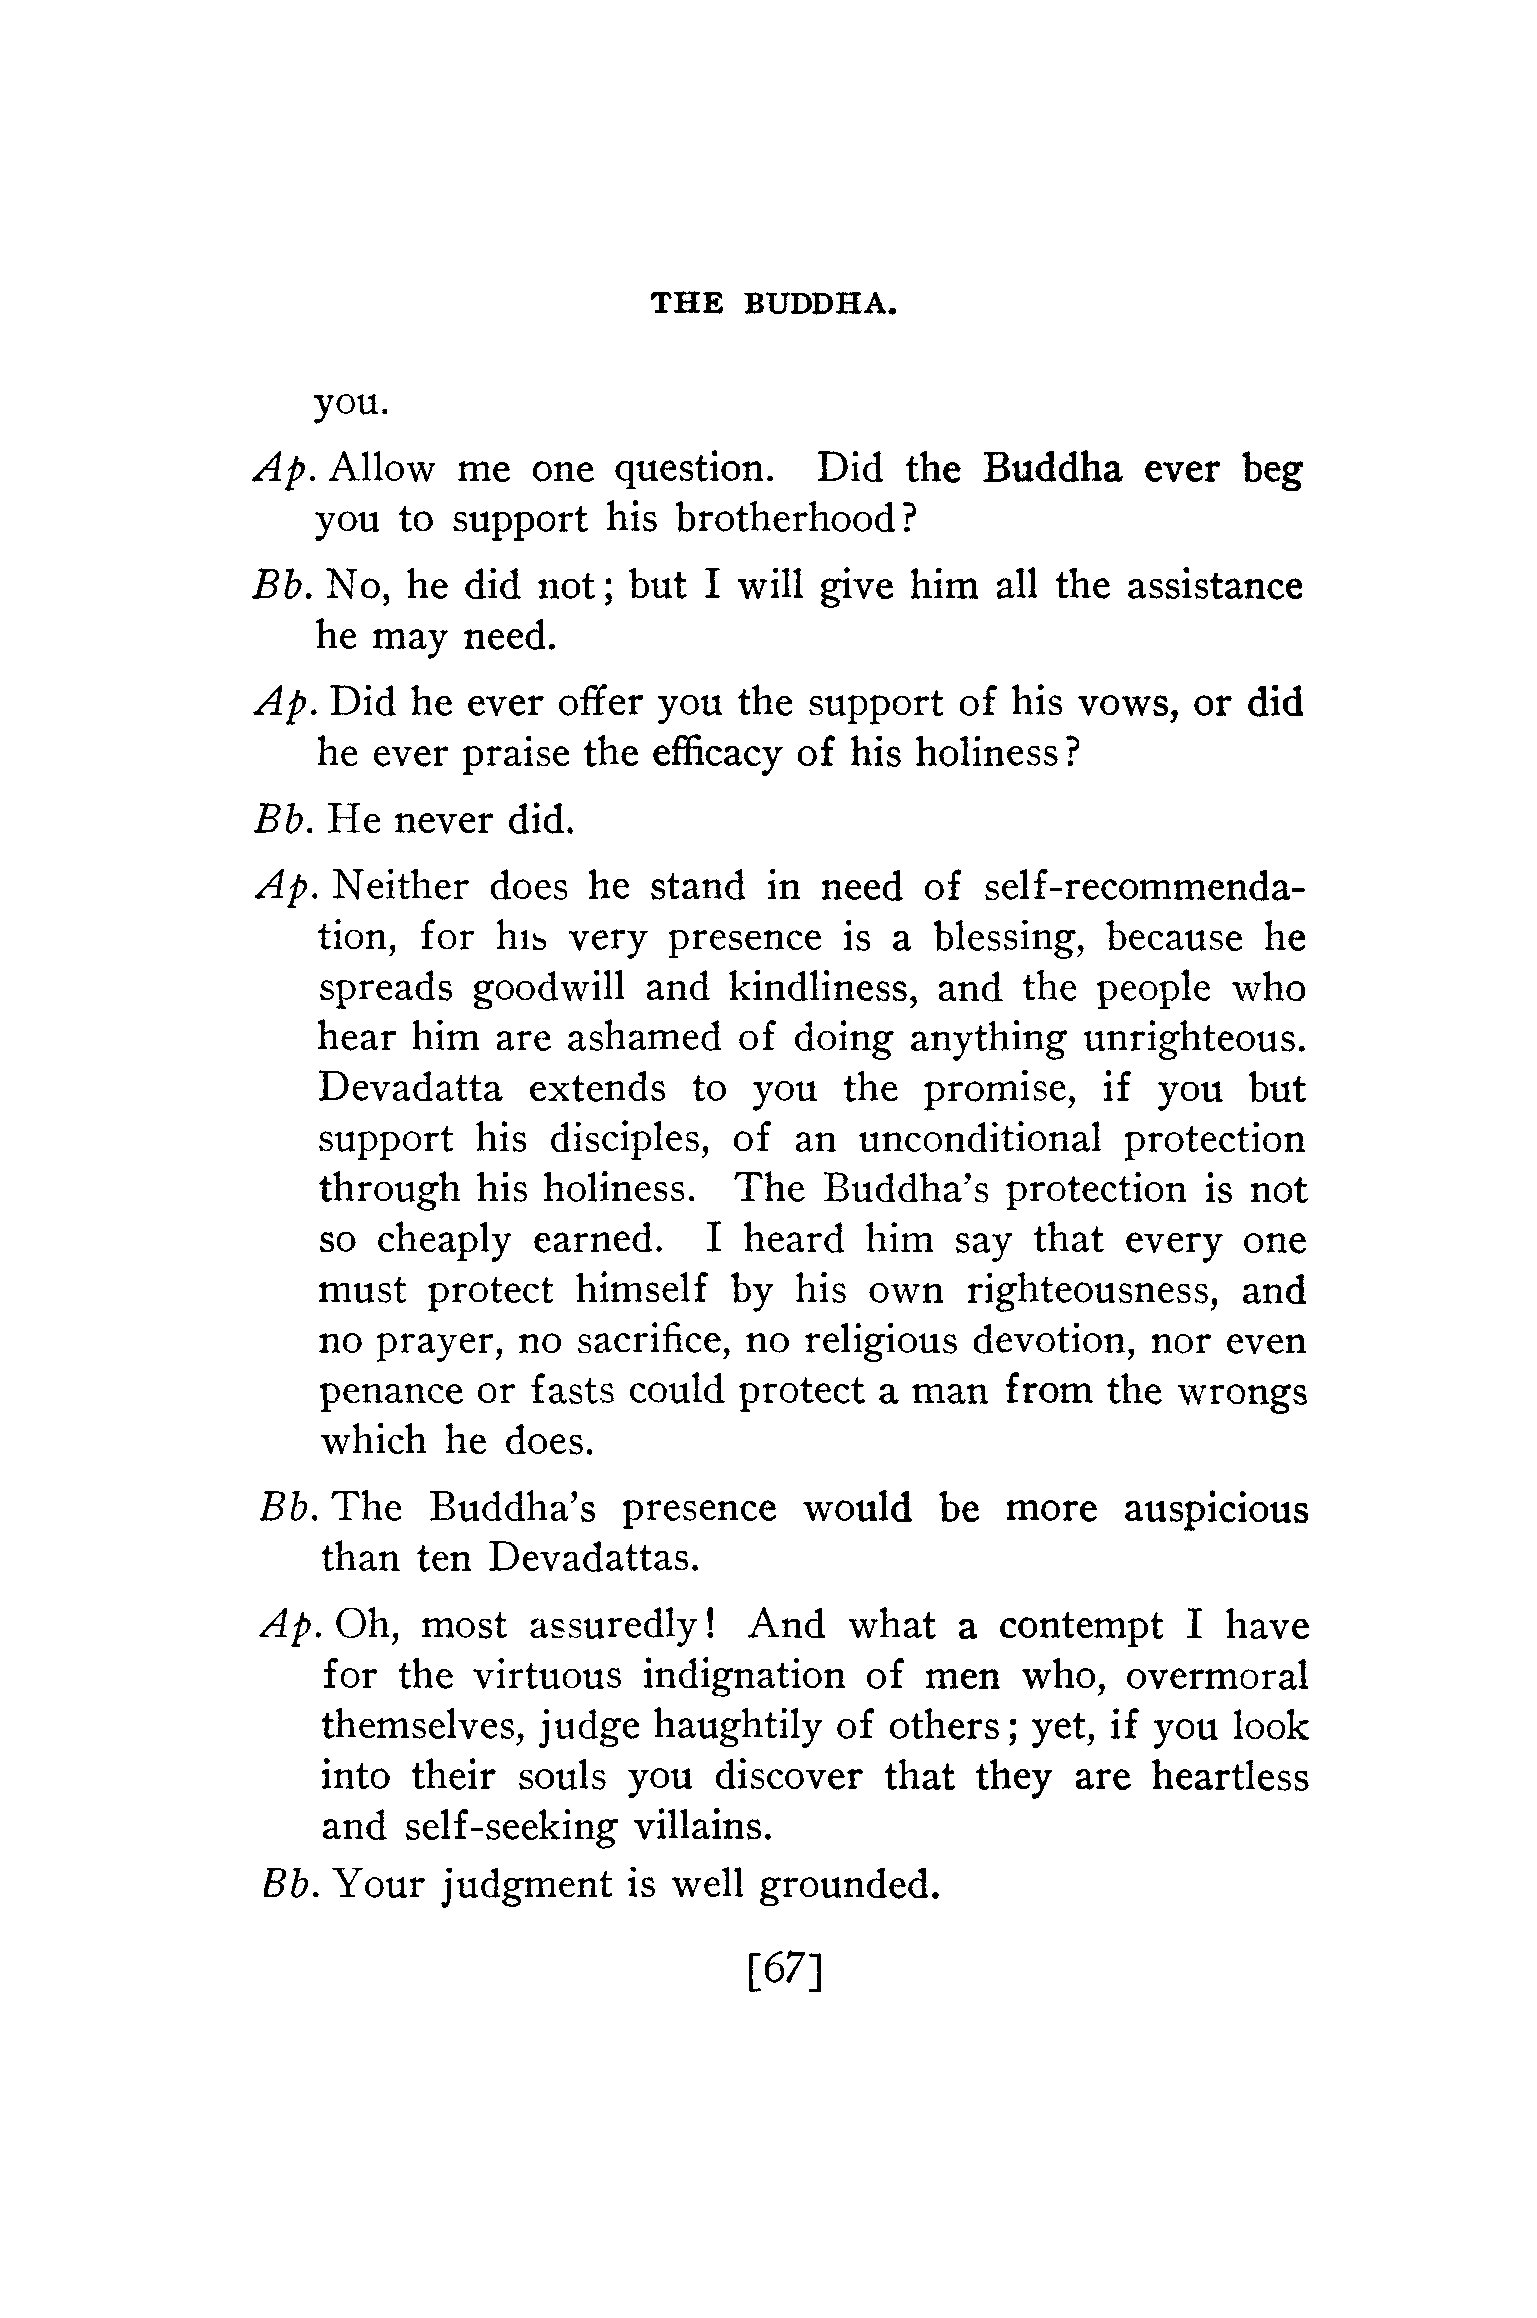 THE BUDDHA.
you.
Ap. Allow me one question. Did the Buddha ever beg
you to support his brotherhood?
Bb. No, he did not; but I will give him all the assistance
he may need.
Ap. Did he ever offer you the support of his vows, or did
he ever praise the efficacy of his holiness?
Bb. He never did.
Ap. Neither does he stand in need of self-recommenda-
tion, for his very presence is a blessing, because he
spreads goodwill and kindliness, and the people who
hear him are ashamed of doing anything unrighteous.
Devadatta extends to you the promise, if you but
support his disciples, of an unconditional protection
through his holiness. The Buddha's protection is not
so cheaply earned. I heard him say that every one
must protect himself by his own righteousness, and
no prayer, no sacrifice, no religious devotion, nor even
penance or fasts could protect a man from the wrongs
which he does.
Bb. The Buddha's presence would be more auspicious
than ten Devadattas.
Ap. Oh, most assuredly! And what a contempt I have
for the virtuous indignation of men who, overmoral
themselves, judge haughtily of others; yet, if you look
into their souls you discover that they are heartless
and self-seeking villains.
Bb. Your judgment is well grounded.
[67]